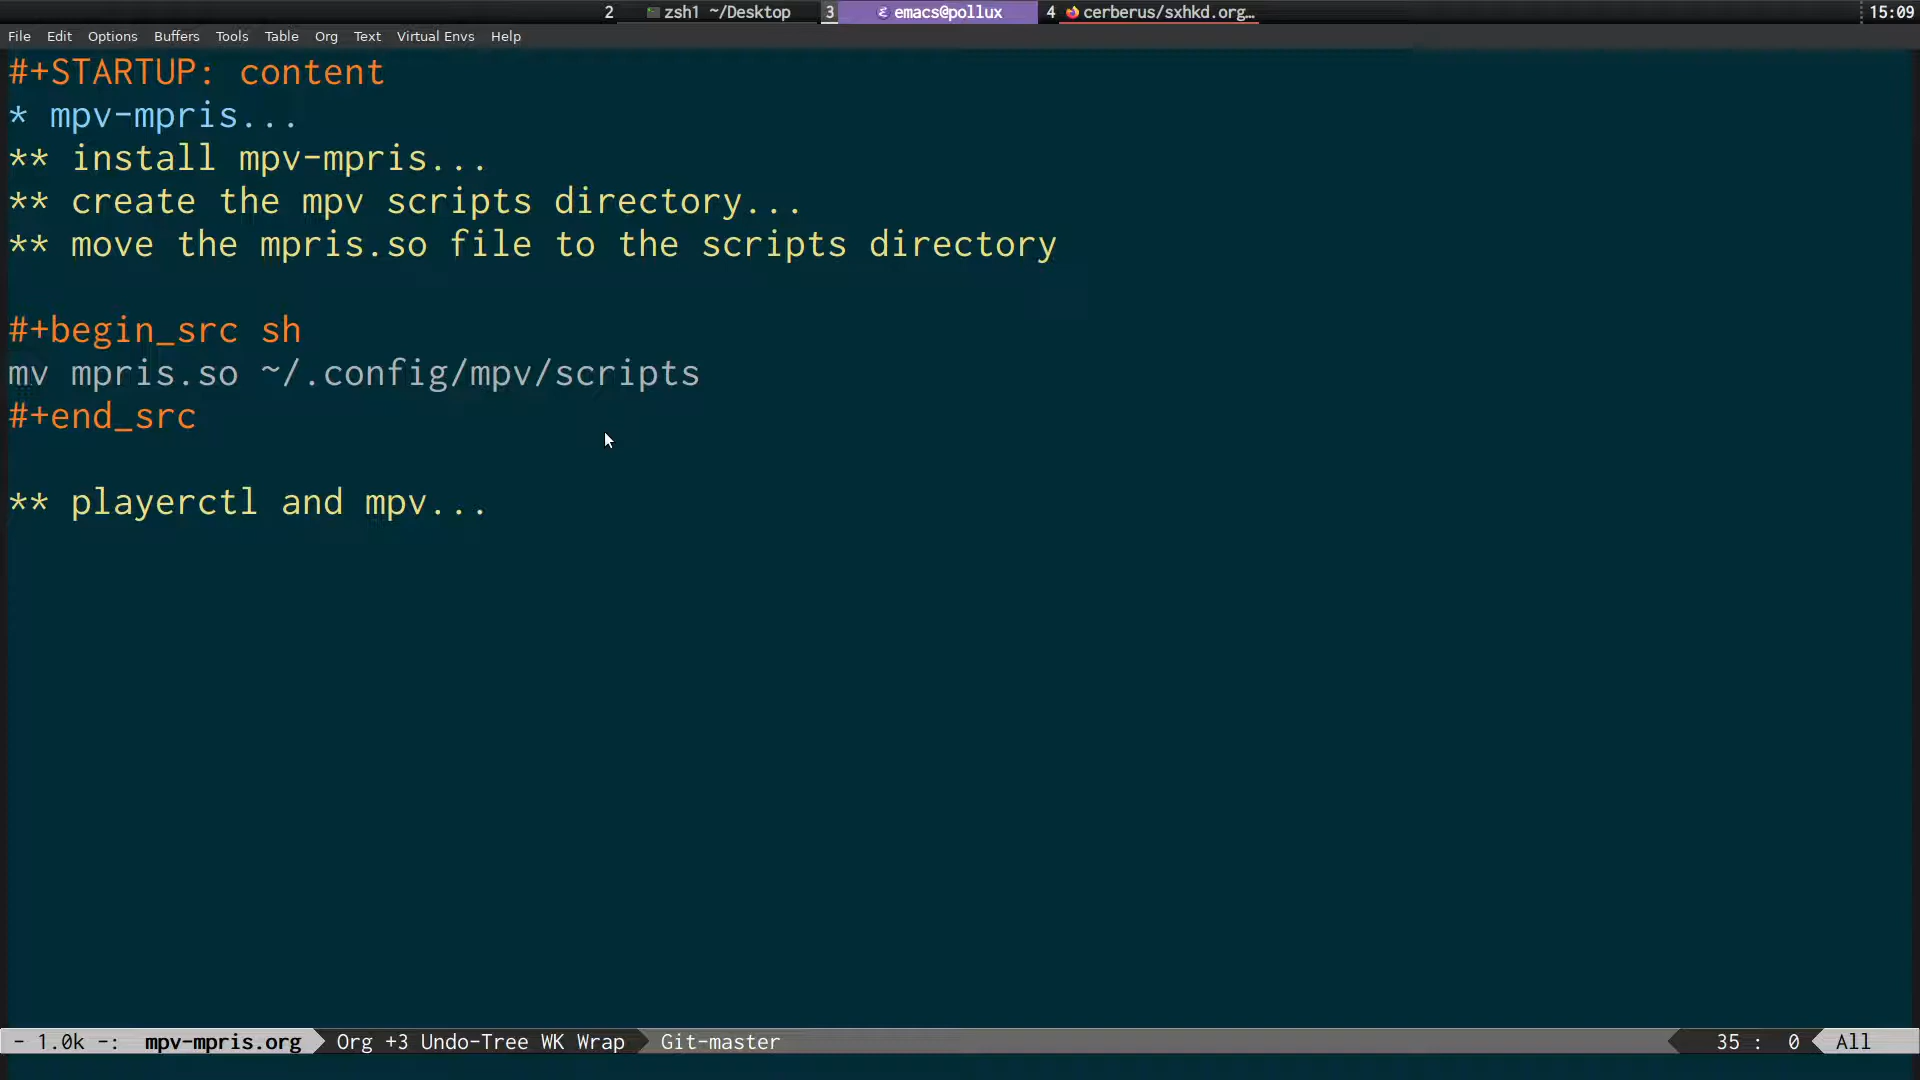 2 zsh1 ~/Desktop 3 emacs@pollux 4 cerberus/sxhkd.org… 15:09
File Edit Options Buffers Tools Table Org Text Virtual Envs Help
#+STARTUP: content
* mpv-mpris...
** install mpv-mpris...
** create the mpv scripts directory...
** move the mpris.so file to the scripts directory
#+begin_src sh
mv mpris.so ~/.config/mpv/scripts
#+end_src
** playerctl and mpv...
- 1.0k -: mpv-mpris.org Org +3 Undo-Tree WK Wrap Git-master 35 : 0 All